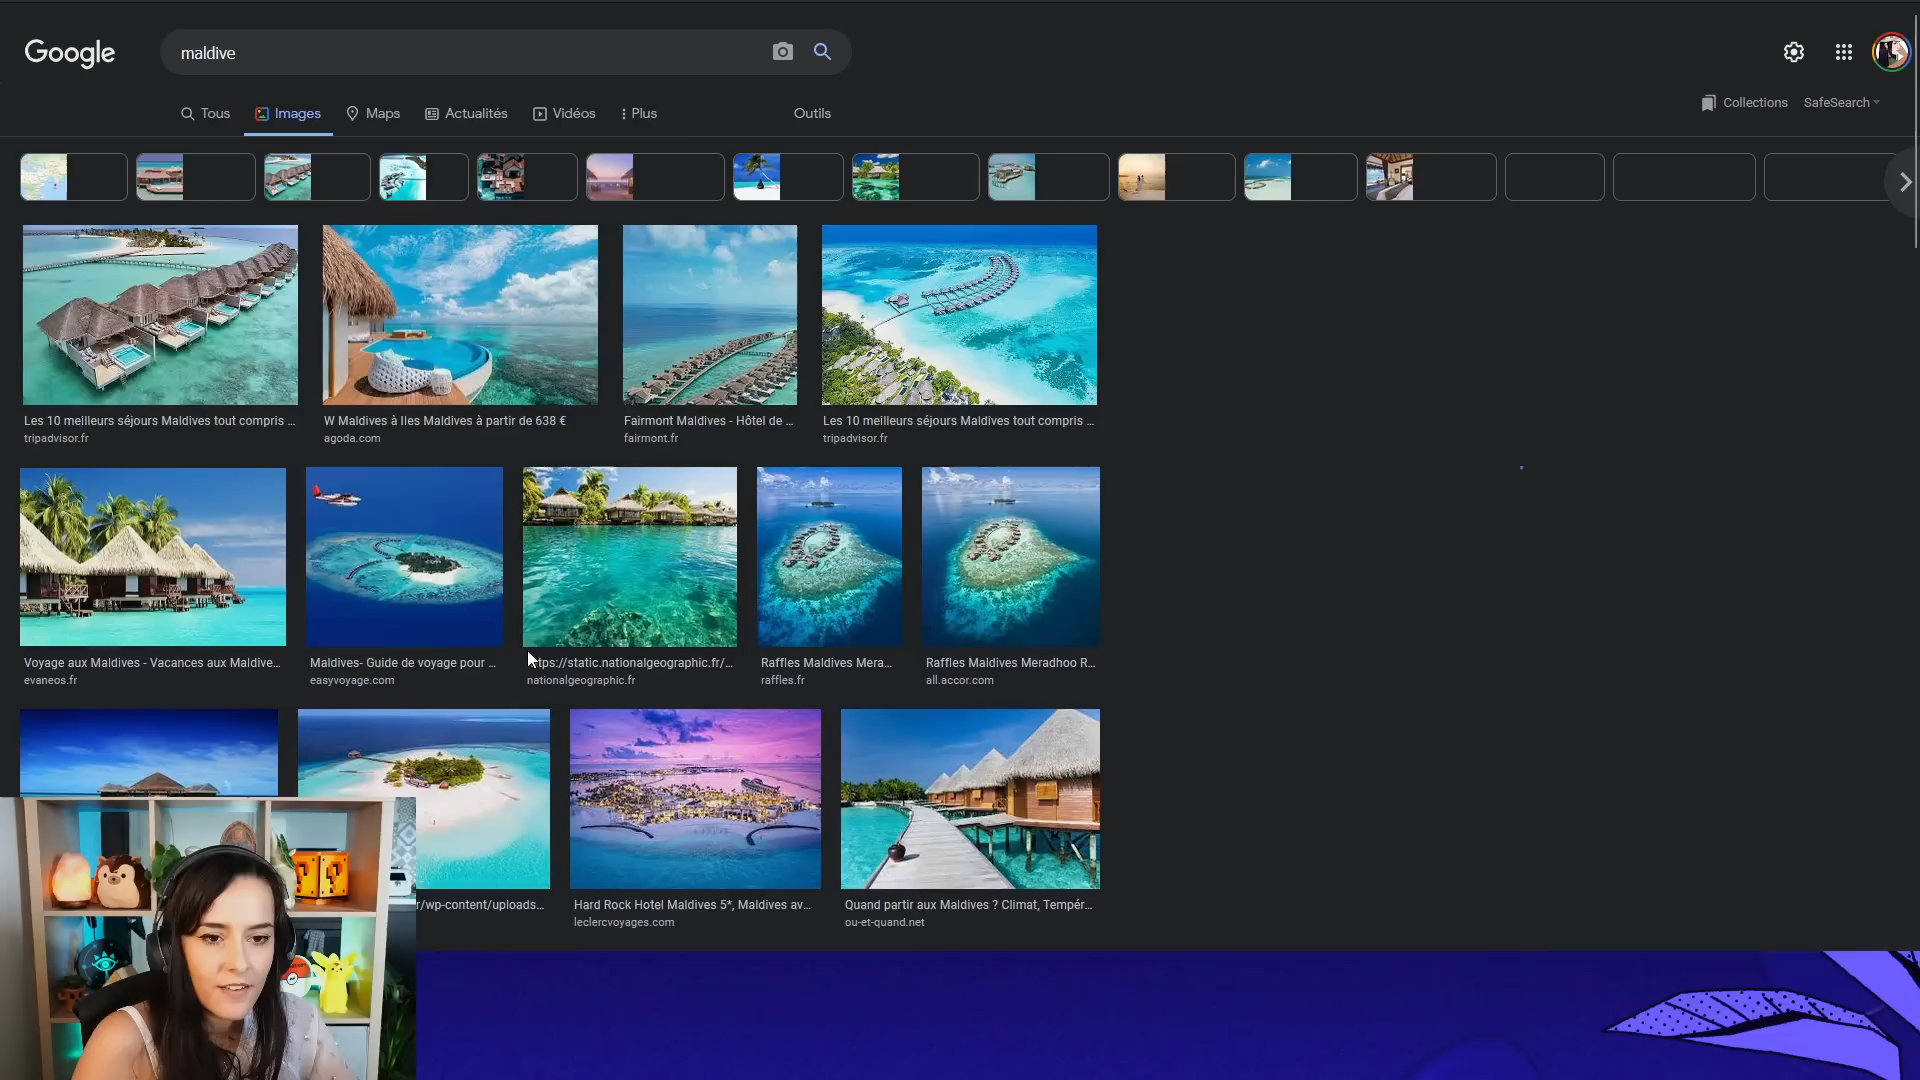 Google
maldive
Tous
Images
Maps
Actualités
Vidéos
Plus
Outils
Collections
SafeSearch
Les 10 meilleurs séjours Maldives tout compris ...
tripadvisor.fr
W Maldives à Iles Maldives à partir de 638 €
agoda.com
Fairmont Maldives - Hôtel de ...
fairmont.fr
Les 10 meilleurs séjours Maldives tout compris ...
tripadvisor.fr
Voyage aux Maldives - Vacances aux Maldive...
evaneos.fr
Maldives- Guide de voyage pour ...
easyvoyage.com
ttps://static.nationalgeographic.fr/...
nationalgeographic.fr
Raffles Maldives Mera...
raffles.fr
Raffles Maldives Meradhoo R...
all.accor.com
r/wp-content/uploads...
Hard Rock Hotel Maldives 5*, Maldives av...
leclercvoyages.com
Quand partir aux Maldives ? Climat, Tempér...
ou-et-quand.net